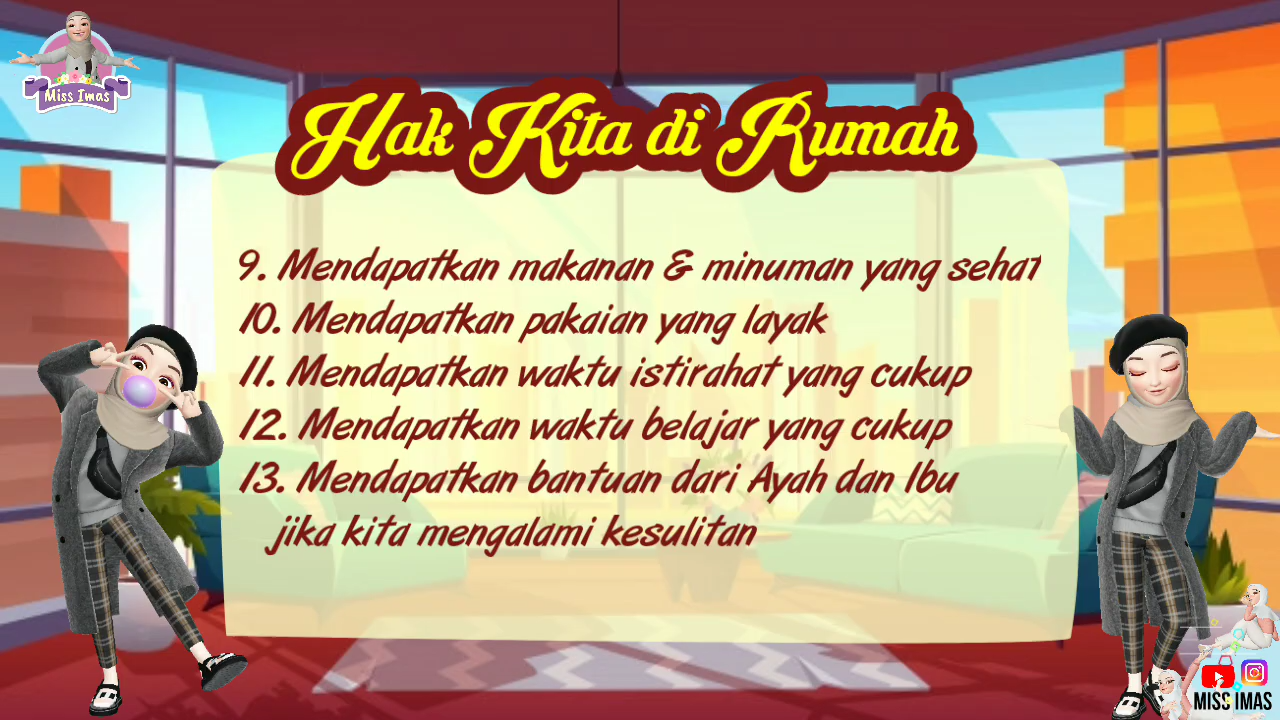 Miss Imas
Hak Kita di Rumah
9. Mendapatkan makanan & minuman yang sehat
10. Mendapatkan pakaian yang layak
11. Mendapatkan waktu istirahat yang cukup
12. Mendapatkan waktu belajar yang cukup
13. Mendapatkan bantuan dari Ayah dan Ibu
jika kita mengalami kesulitan
MISS IMAS